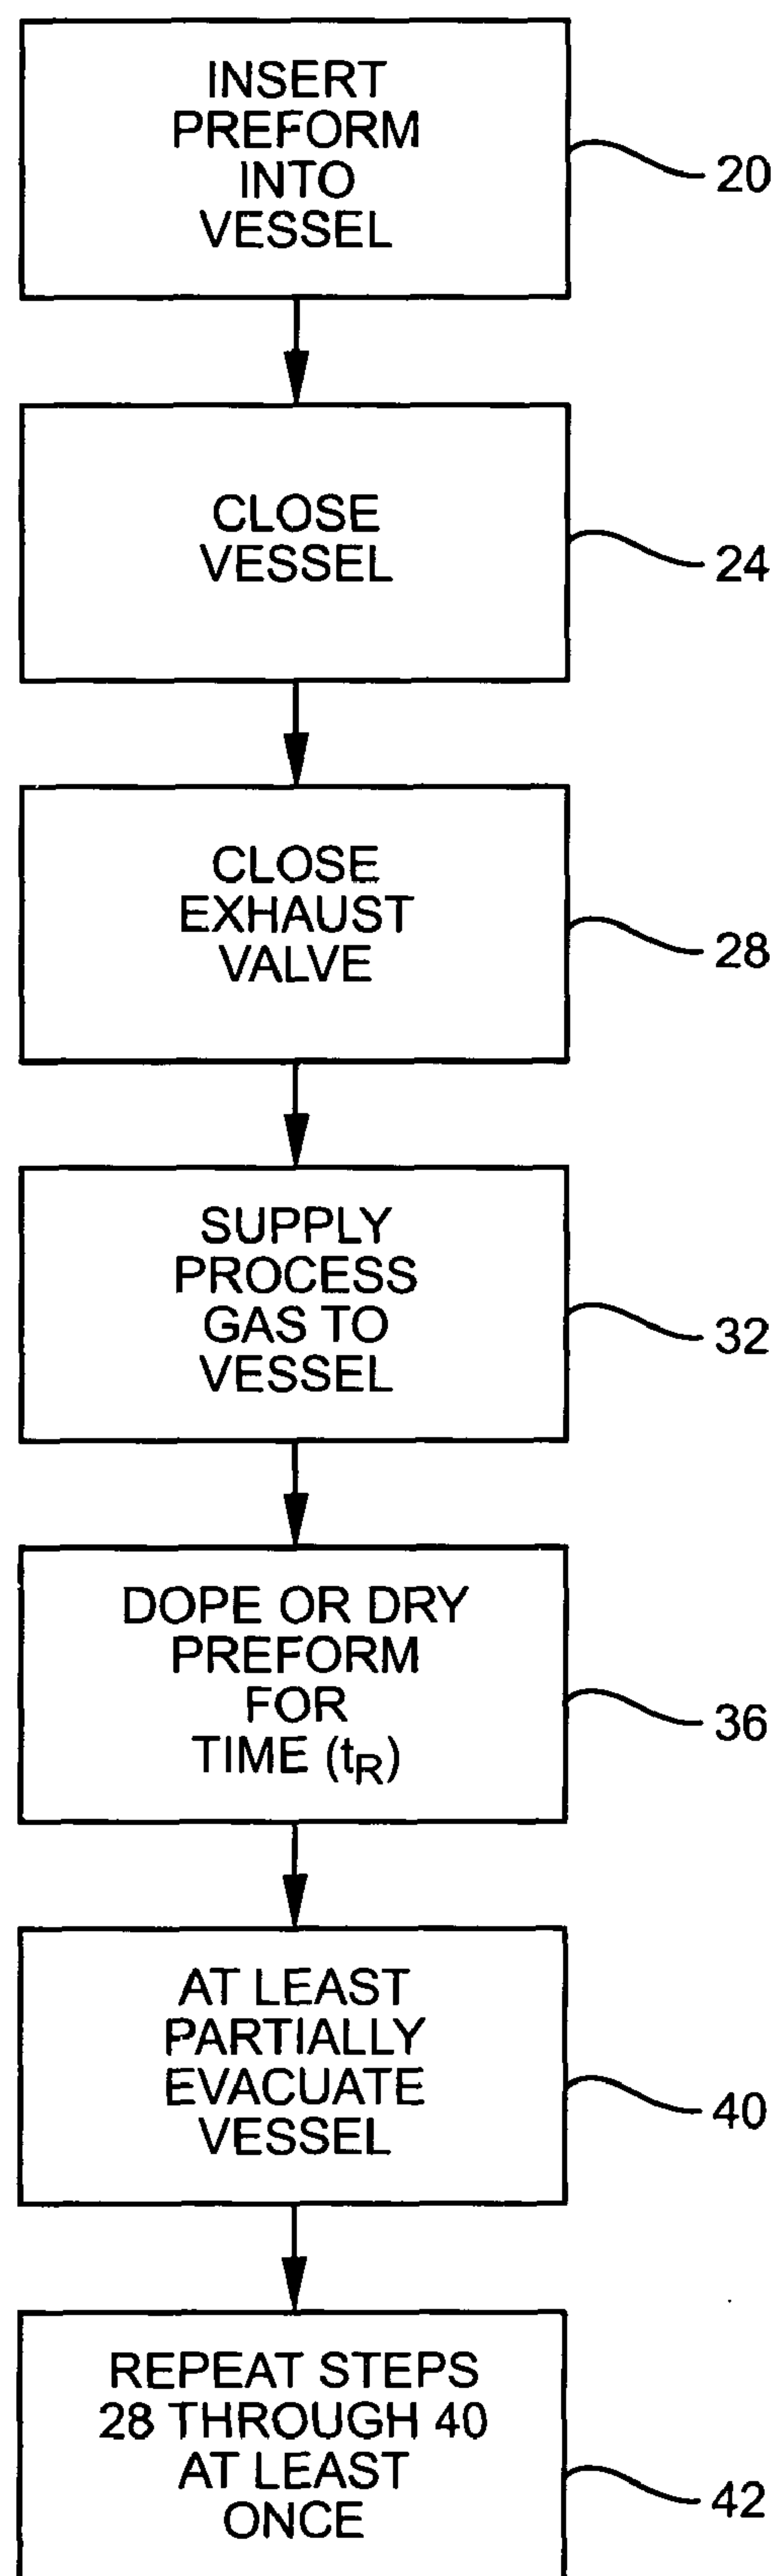 INSERT
PREFORM
INTO
VESSEL
20
CLOSE
VESSEL
24
CLOSE
EXHAUST
VALVE
28
SUPPLY
PROCESS
GAS TO
VESSEL
32
DOPE OR DRY
PREFORM
FOR
TIME (tR)
36
AT LEAST
PARTIALLY
EVACUATE
VESSEL
40
REPEAT STEPS
28 THROUGH 40
AT LEAST
ONCE
42